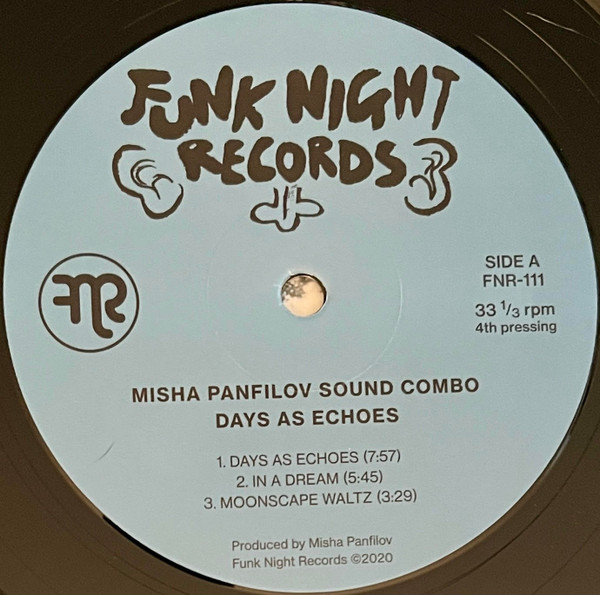 FUNK NIGHT
RECORDS
FNR
SIDE A
FNR-111
33 1/3 rpm
4th pressing
MISHA PANFILOV SOUND COMBO
DAYS AS ECHOES
1. DAYS AS ECHOES (7:57)
2. IN A DREAM (5:45)
3. MOONSCAPE WALTZ (3:29)
Produced by Misha Panfilov
Funk Night Records ©2020